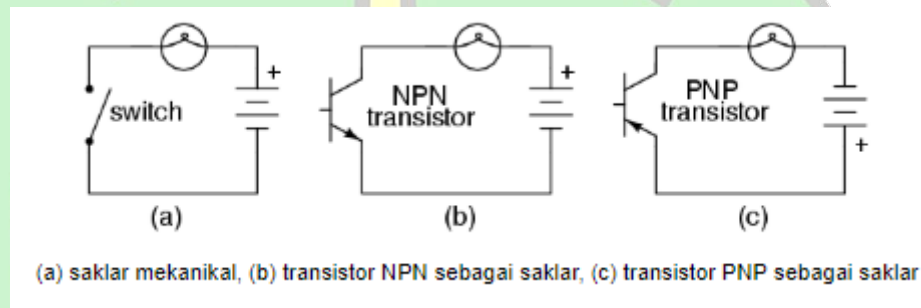 +
switch
(a)
+
NPN
transistor
(b)
PNP
transistor
+
(c)
(a) saklar mekanikal, (b) transistor NPN sebagai saklar, (c) transistor PNP sebagai saklar